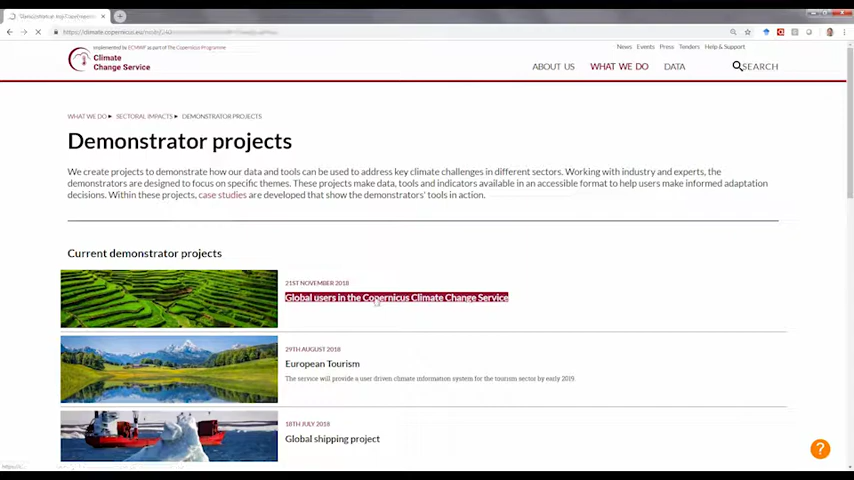 implemented by ECMWF as part of The Copernicus Programme
Climate
Change Service
News Events Press Tenders Help & Support
ABOUT US WHAT WE DO DATA SEARCH
WHAT WE DO ▶ SECTORAL IMPACTS ▶ DEMONSTRATOR PROJECTS
Demonstrator projects
We create projects to demonstrate how our data and tools can be used to address key climate challenges in different sectors. Working with industry and experts, the
demonstrators are designed to focus on specific themes. These projects make data, tools and indicators available in an accessible format to help users make informed adaptation
decisions. Within these projects, case studies are developed that show the demonstrators' tools in action.
Current demonstrator projects
21ST NOVEMBER 2018
Global users in the Copernicus Climate Change Service
29TH AUGUST 2018
European Tourism
The service will provide a user driven climate information system for the tourism sector by early 2019.
18TH JULY 2018
Global shipping project
?